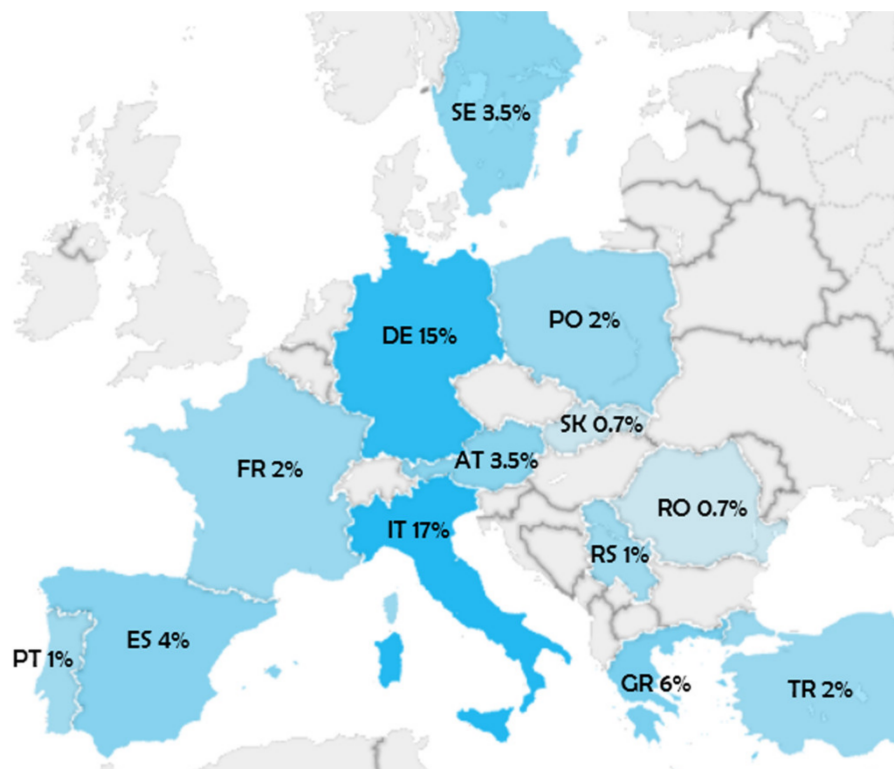 SE 3.5%
DE 15%
PO 2%
SK 0.7%
AT 3.5%
FR 2%
RO 0.7%
IT 17%
RS 1%
ES 4%
PT 1%
GR 6%
TR 2%